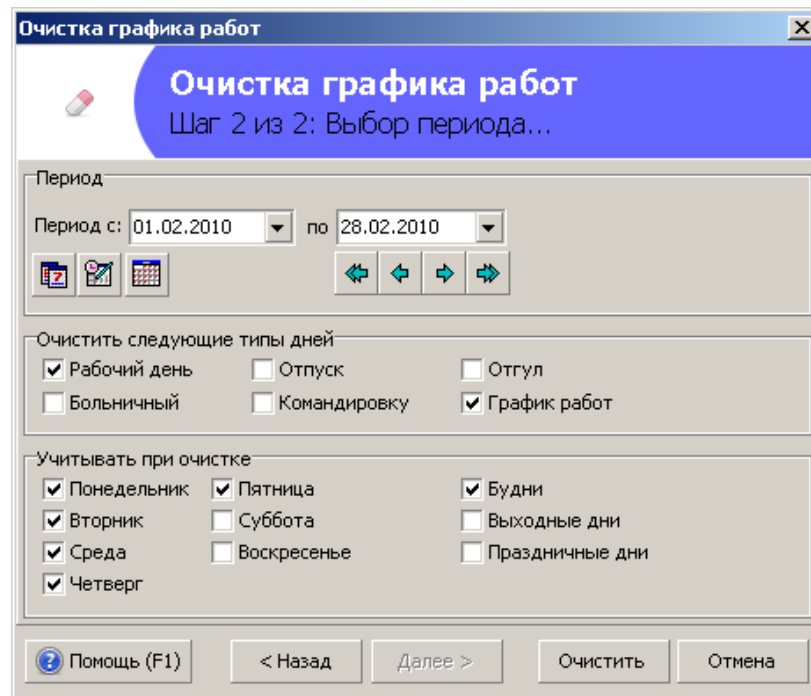 Очистка графика работ
Очистка графика работ
Шаг 2 из 2: Выбор периода...
Период
Период с: 01.02.2010 по 28.02.2010
Очистить следующие типы дней
Рабочий день Отпуск Отгул
Больничный Командировку График работ
Учитывать при очистке
Понедельник Пятница Будни
Вторник Суббота Выходные дни
Среда Воскресенье Праздничные дни
Четверг
Помощь (F1) < Назад Далее > Очистить Отмена